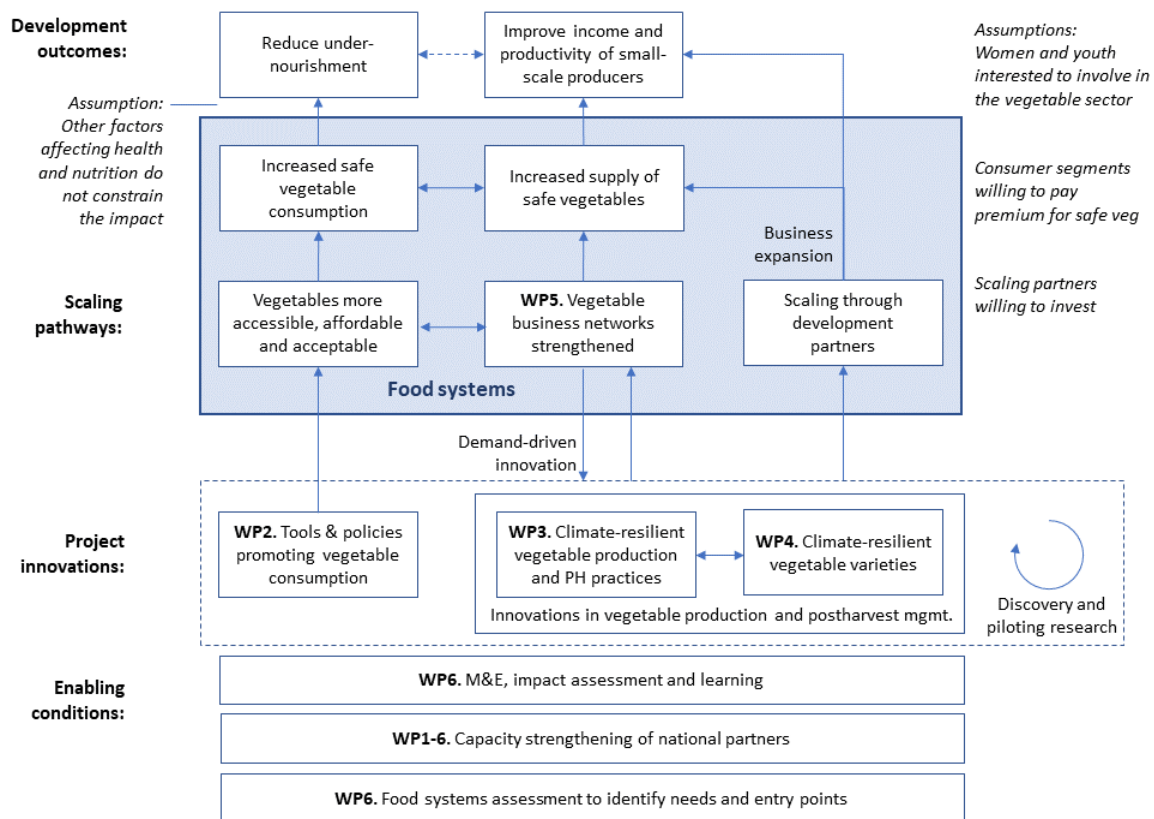 Development
outcomes:
Reduce under-
nourishment
Improve income and
productivity of small-
scale producers
Assumptions:
Women and youth
interested to involve in
the vegetable sector
Assumption:
Other factors
affecting health
and nutrition do
not constrain
the impact
Increased safe
vegetable
consumption
Increased supply of
safe vegetables
Consumer segments
willing to pay
premium for safe veg
Business
expansion
Scaling
pathways:
Vegetables more
accessible, affordable
and acceptable
WP5. Vegetable
business networks
strengthened
Scaling through
development
partners
Scaling partners
willing to invest
Food systems
Demand-driven
innovation
Project
innovations:
WP2. Tools & policies
promoting vegetable
consumption
WP3. Climate-resilient
vegetable production
and PH practices
WP4. Climate-resilient
vegetable varieties
Innovations in vegetable production and postharvest mgmt.
Discovery and
piloting research
Enabling
conditions:
WP6. M&E, impact assessment and learning
WP1-6. Capacity strengthening of national partners
WP6. Food systems assessment to identify needs and entry points